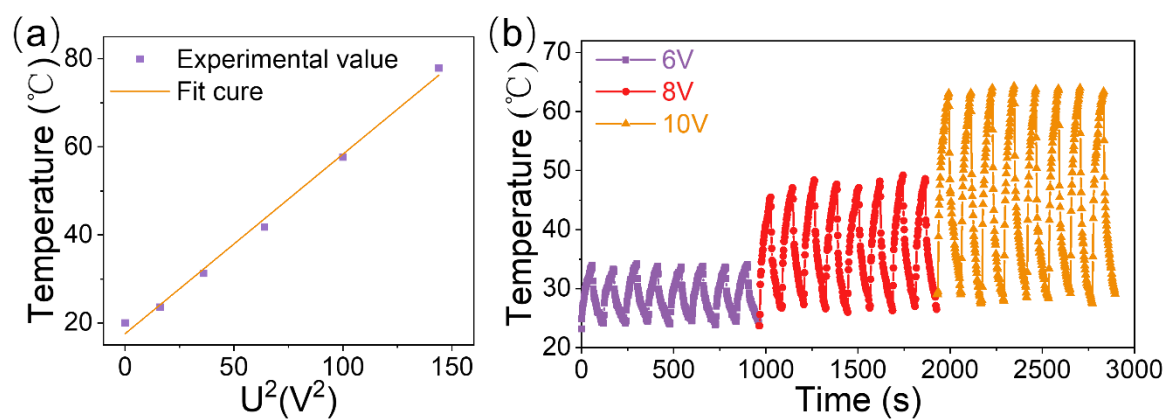 (a)
Experimental value
Fit cure
Temperature (℃)
80
60
40
20
0
50
100
150
U²(V²)
(b)
6V
8V
10V
Temperature (℃)
70
60
50
40
30
20
0
500
1000
1500
2000
2500
3000
Time (s)